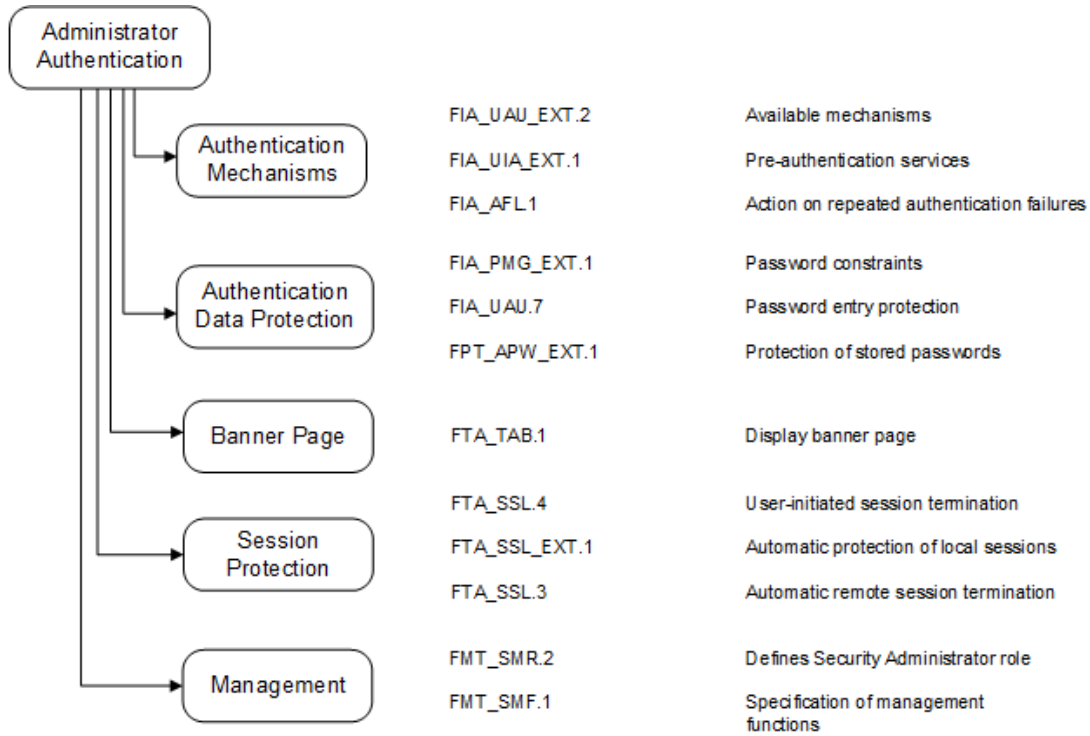 Administrator
Authentication
Authentication
Mechanisms
FIA_UAU_EXT.2 Available mechanisms
FIA_UIA_EXT.1 Pre-authentication services
FIA_AFL.1 Action on repeated authentication failures
Authentication
Data Protection
FIA_PMG_EXT.1 Password constraints
FIA_UAU.7 Password entry protection
FPT_APW_EXT.1 Protection of stored passwords
Banner Page
FTA_TAB.1 Display banner page
Session
Protection
FTA_SSL.4 User-initiated session termination
FTA_SSL_EXT.1 Automatic protection of local sessions
FTA_SSL.3 Automatic remote session termination
Management
FMT_SMR.2 Defines Security Administrator role
FMT_SMF.1 Specification of management
functions